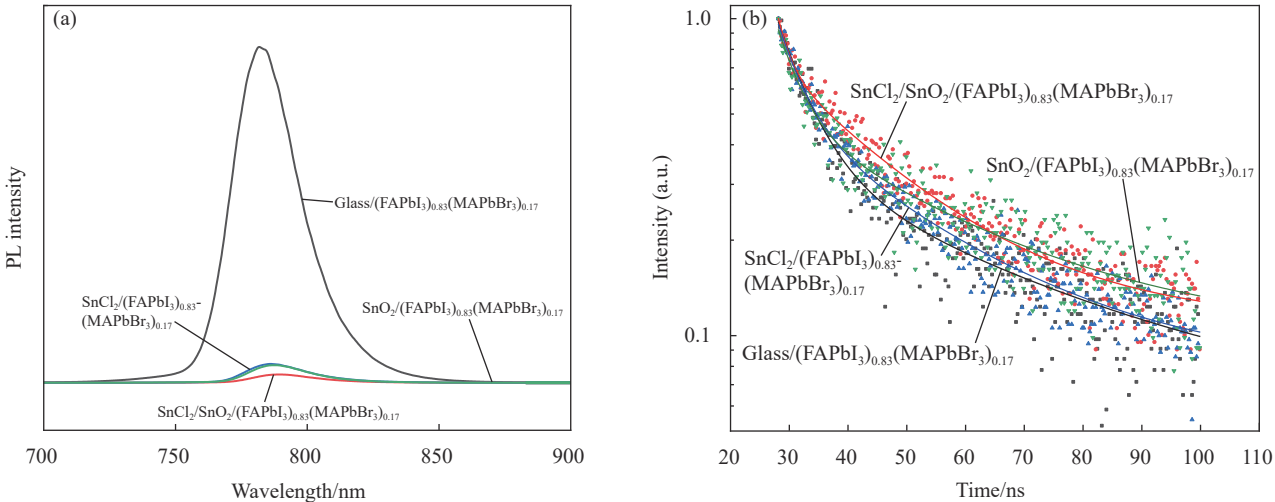 (a)
PL intensity
Glass/(FAPbI₃)₀.₈₃(MAPbBr₃)₀.₁₇
SnCl₂/(FAPbI₃)₀.₈₃-
(MAPbBr₃)₀.₁₇
SnO₂/(FAPbI₃)₀.₈₃(MAPbBr₃)₀.₁₇
SnCl₂/SnO₂/(FAPbI₃)₀.₈₃(MAPbBr₃)₀.₁₇
700 750 800 850 900
Wavelength/nm
(b)
Intensity (a.u.)
1.0
0.1
SnCl₂/SnO₂/(FAPbI₃)₀.₈₃(MAPbBr₃)₀.₁₇
SnO₂/(FAPbI₃)₀.₈₃(MAPbBr₃)₀.₁₇
SnCl₂/(FAPbI₃)₀.₈₃-
(MAPbBr₃)₀.₁₇
Glass/(FAPbI₃)₀.₈₃(MAPbBr₃)₀.₁₇
20 30 40 50 60 70 80 90 100 110
Time/ns